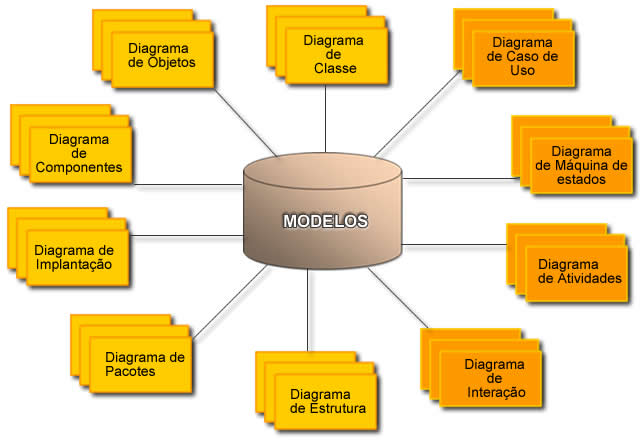 Diagrama
de Objetos
Diagrama
de
Classe
Diagrama
de Caso de
Uso
Diagrama
de
Componentes
Diagrama
de Máquina de
estados
MODELOS
Diagrama de
Implantação
Diagrama
de Atividades
Diagrama de
Pacotes
Diagrama
de Estrutura
Diagrama
de
Interação